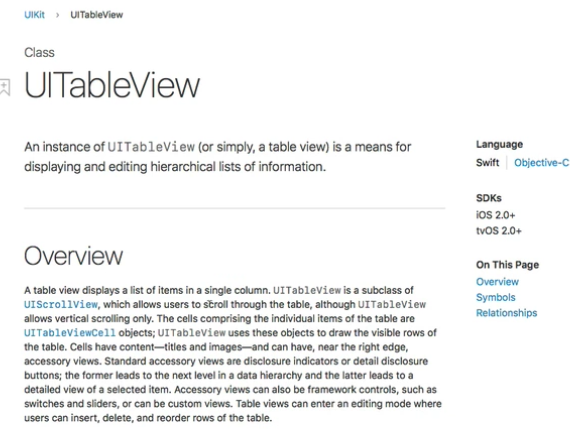 UIKit > UITableView
Class
UITableView
An instance of UITableView (or simply, a table view) is a means for
displaying and editing hierarchical lists of information.
Language
Swift | Objective-C
SDKs
iOS 2.0+
tvOS 2.0+
On This Page
Overview
Symbols
Relationships
Overview
A table view displays a list of items in a single column. UITableView is a subclass of
UIScrollView, which allows users to scroll through the table, although UITableView
allows vertical scrolling only. The cells comprising the individual items of the table are
UITableViewCell objects; UITableView uses these objects to draw the visible rows of
the table. Cells have content—titles and images—and can have, near the right edge,
accessory views. Standard accessory views are disclosure indicators or detail disclosure
buttons; the former leads to the next level in a data hierarchy and the latter leads to a
detailed view of a selected item. Accessory views can also be framework controls, such as
switches and sliders, or can be custom views. Table views can enter an editing mode where
users can insert, delete, and reorder rows of the table.